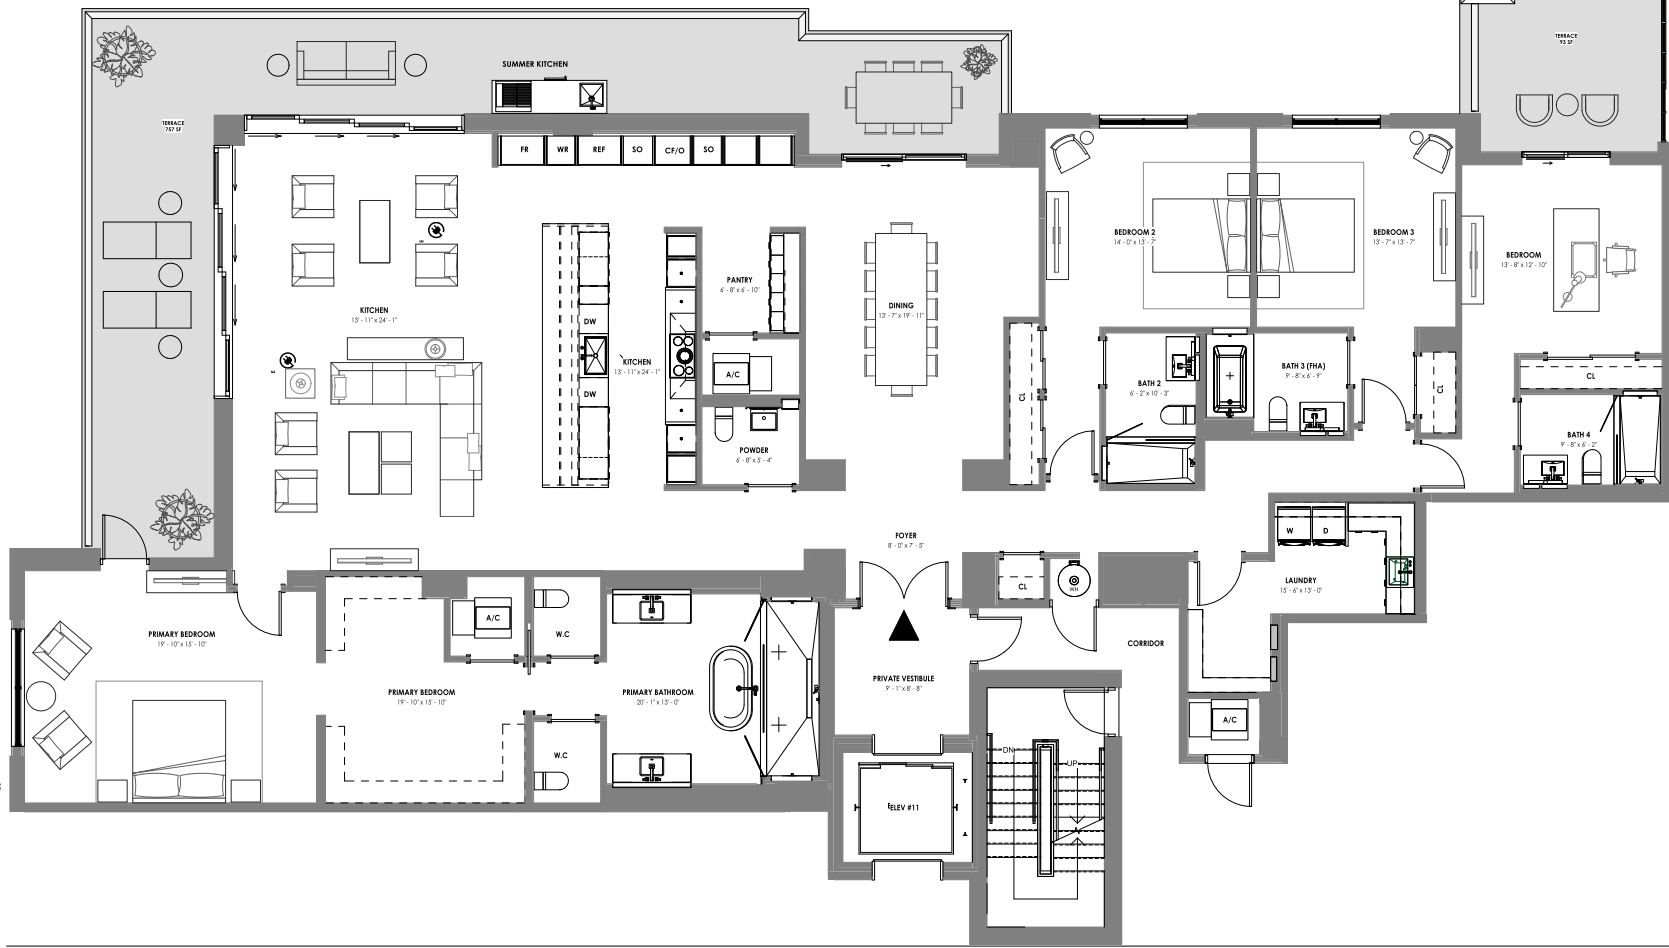 TERRACE
93 SF
SUMMER KITCHEN
TERRACE
757 SF
FR
WR
REF
SO
CF/O
SO
BEDROOM 2
14' - 0" x 13' - 7"
BEDROOM 3
13' - 7" x 13' - 7"
BEDROOM
13' - 8" x 12' - 10"
PANTRY
6' - 8" x 6' - 10"
KITCHEN
13' - 11" x 24' - 1"
DINING
13' - 7" x 19' - 11"
DW
KITCHEN
13' - 11" x 24' - 1"
A/C
DW
BATH 2
6' - 2" x 10' - 3"
BATH 3 (FHA)
9' - 8" x 6' - 9"
CL
CL
CL
BATH 4
9' - 8" x 6' - 2"
POWDER
6' - 8" x 5' - 4"
FOYER
8' - 0" x 7' - 5"
W
D
CL
WH
LAUNDRY
15' - 6" x 13' - 0"
A/C
W.C
PRIMARY BEDROOM
19' - 10" x 15' - 10"
CORRIDOR
PRIMARY BEDROOM
19' - 10" x 15' - 10"
PRIMARY BATHROOM
20' - 1" x 13' - 0"
PRIVATE VESTIBULE
9' - 1" x 8' - 8"
A/C
W.C
DN
UP
ELEV #11